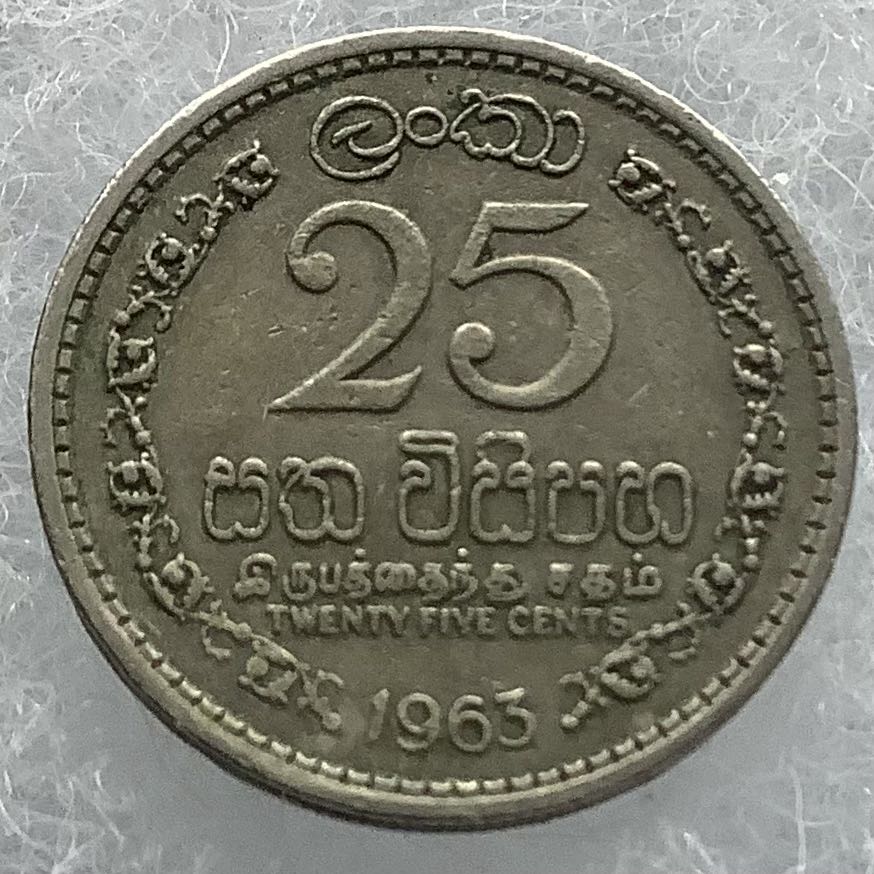 ලංකා
25
සත විසිපහ
இருபத்தைந்து சதம்
TWENTY FIVE CENTS
1963